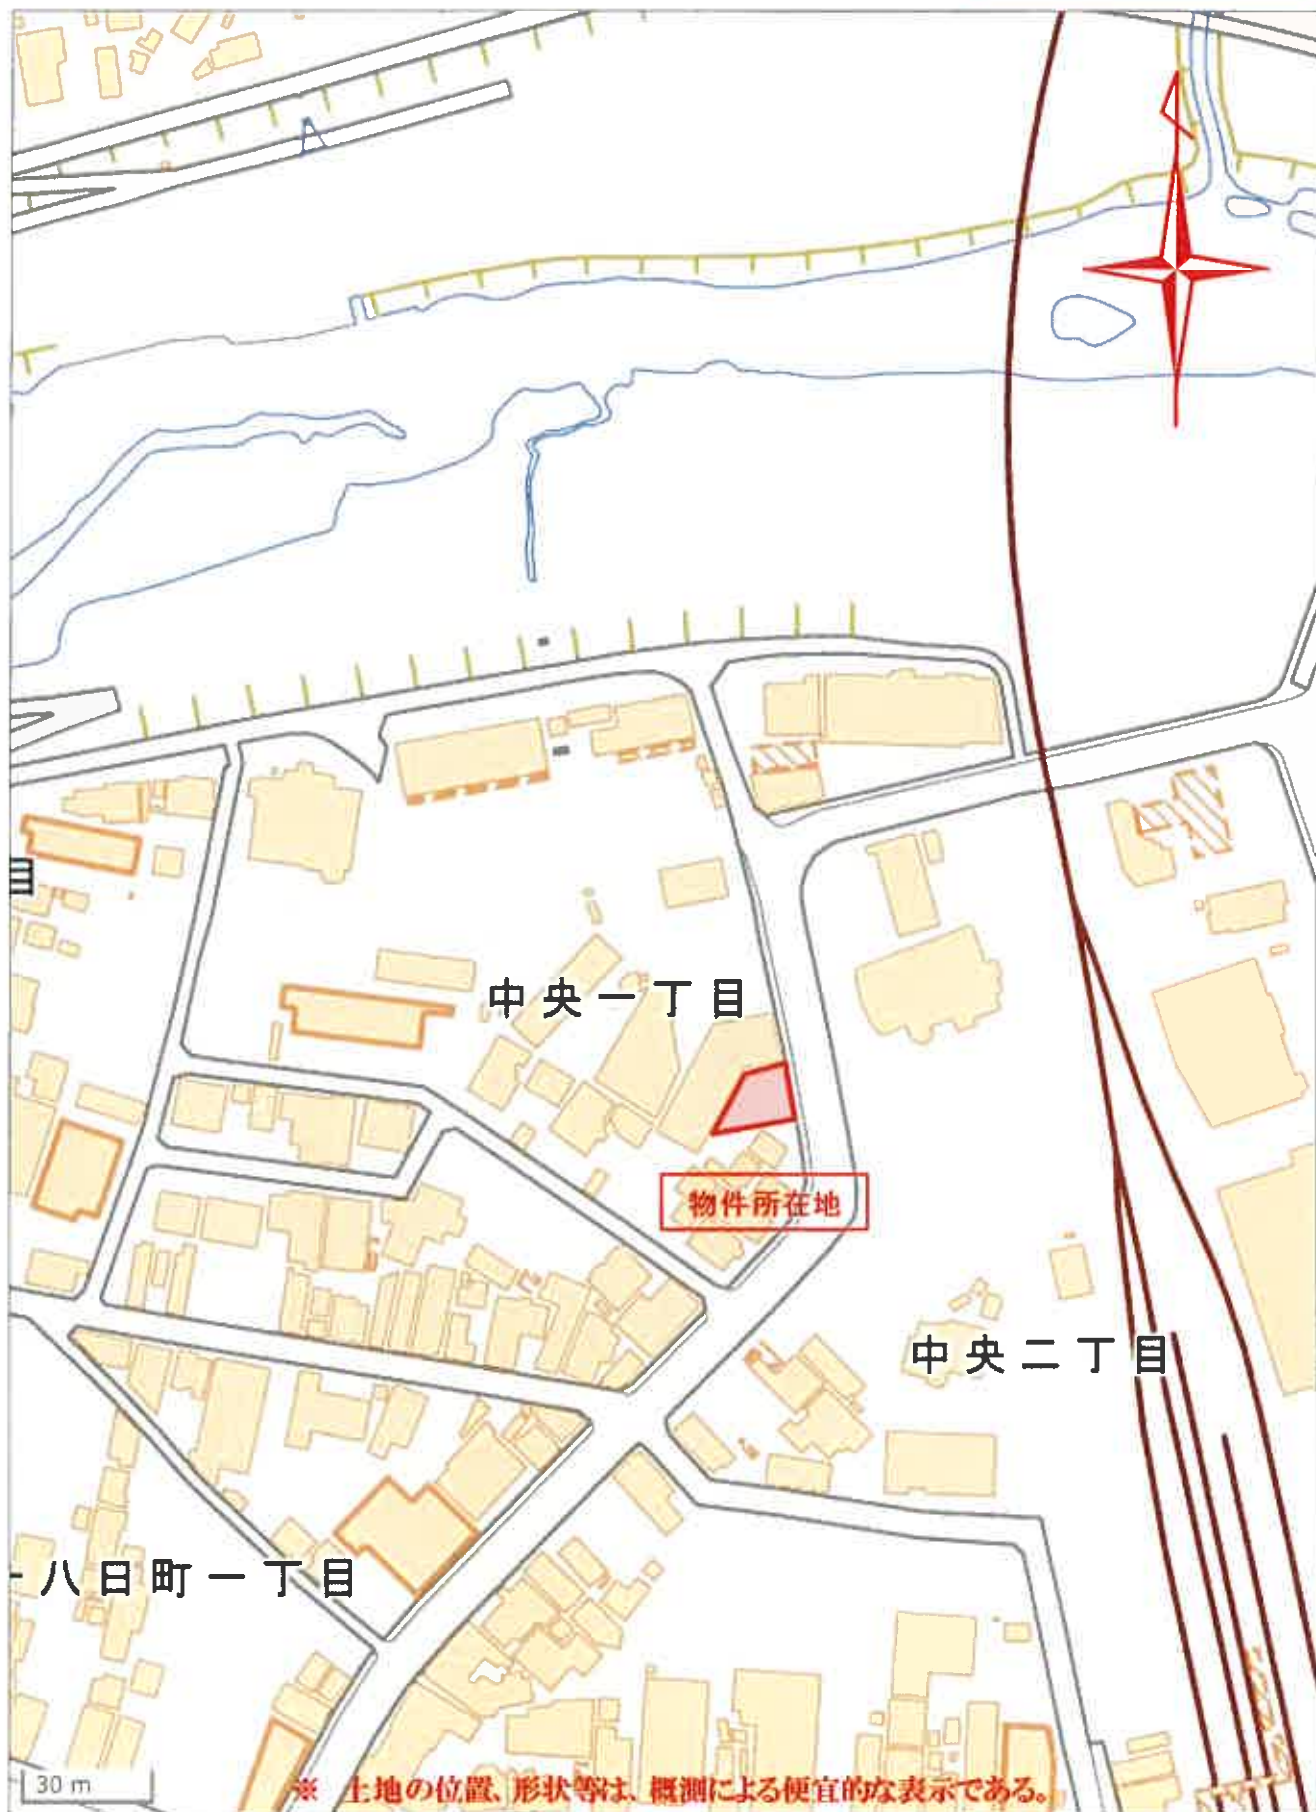 目
中央一丁目
物件所在地
中央二丁目
八日町一丁目
30 m
※ 土地の位置、形状等は、概測による便宜的な表示である。